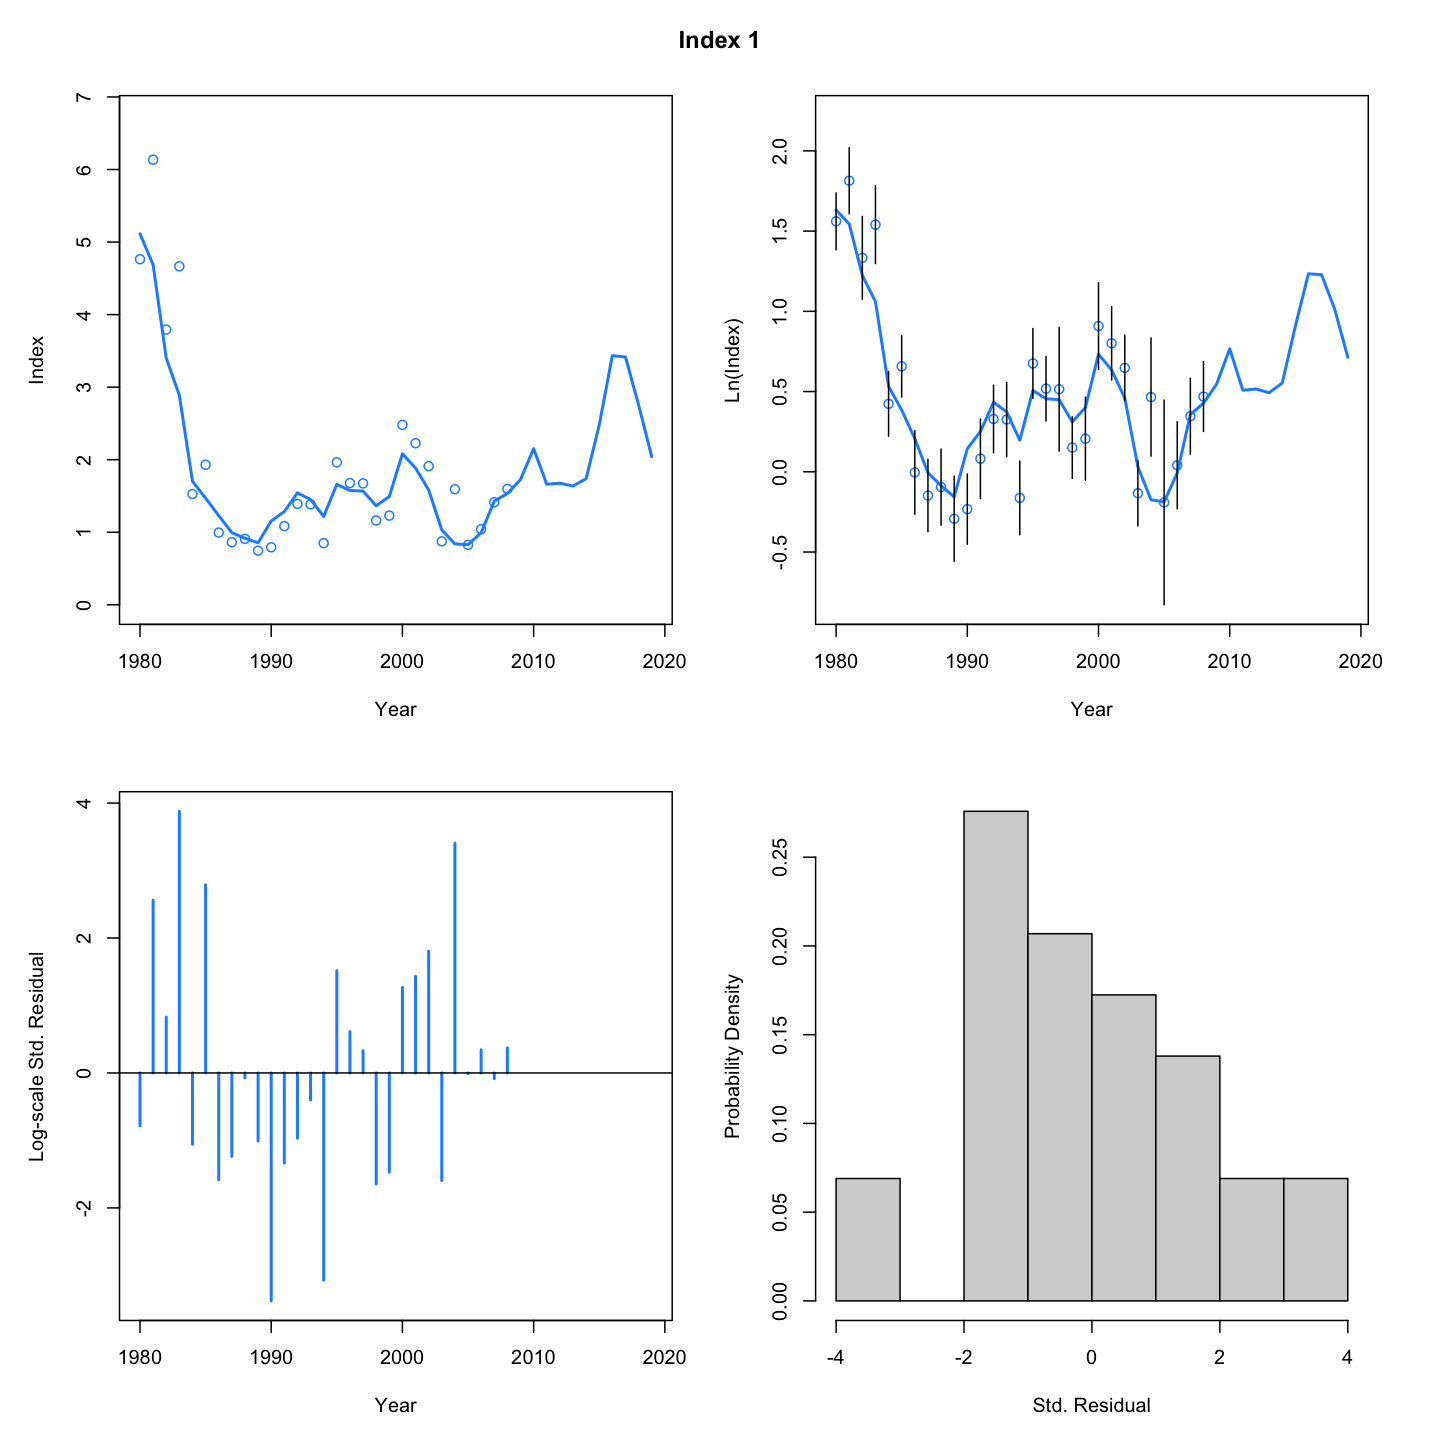 Index 1
Index
7
6
5
4
3
2
1
0
1980 1990 2000 2010 2020
Year
Ln(Index)
2.0
1.5
1.0
0.5
0.0
-0.5
1980 1990 2000 2010 2020
Year
Log-scale Std. Residual
4
2
0
-2
1980 1990 2000 2010 2020
Year
Probability Density
0.25
0.20
0.15
0.10
0.05
0.00
-4 -2 0 2 4
Std. Residual